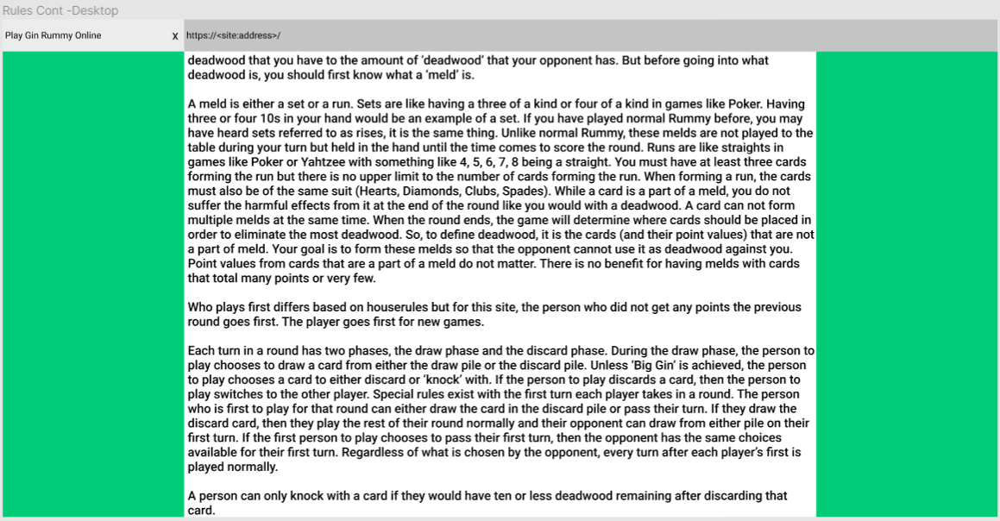 Rules Cont -Desktop
Play Gin Rummy Online
X
https://<site:address>/
deadwood that you have to the amount of 'deadwood' that your opponent has. But before going into what
deadwood is, you should first know what a 'meld' is.
A meld is either a set or a run. Sets are like having a three of a kind or four of a kind in games like Poker. Having
three or four 10s in your hand would be an example of a set. If you have played normal Rummy before, you may
have heard sets referred to as rises, it is the same thing. Unlike normal Rummy, these melds are not played to the
table during your turn but held in the hand until the time comes to score the round. Runs are like straights in
games like Poker or Yahtzee with something like 4, 5, 6, 7, 8 being a straight. You must have at least three cards
forming the run but there is no upper limit to the number of cards forming the run. When forming a run, the cards
must also be of the same suit (Hearts, Diamonds, Clubs, Spades). While a card is a part of a meld, you do not
suffer the harmful effects from it at the end of the round like you would with a deadwood. A card can not form
multiple melds at the same time. When the round ends, the game will determine where cards should be placed in
order to eliminate the most deadwood. So, to define deadwood, it is the cards (and their point values) that are not
a part of meld. Your goal is to form these melds so that the opponent cannot use it as deadwood against you.
Point values from cards that are a part of a meld do not matter. There is no benefit for having melds with cards
that total many points or very few.
Who plays first differs based on houserules but for this site, the person who did not get any points the previous
round goes first. The player goes first for new games.
Each turn in a round has two phases, the draw phase and the discard phase. During the draw phase, the person to
play chooses to draw a card from either the draw pile or the discard pile. Unless 'Big Gin' is achieved, the person
to play chooses a card to either discard or 'knock' with. If the person to play discards a card, then the person to
play switches to the other player. Special rules exist with the first turn each player takes in a round. The person
who is first to play for that round can either draw the card in the discard pile or pass their turn. If they draw the
discard card, then they play the rest of their round normally and their opponent can draw from either pile on their
first turn. If the first person to play chooses to pass their first turn, then the opponent has the same choices
available for their first turn. Regardless of what is chosen by the opponent, every turn after each player's first is
played normally.
A person can only knock with a card if they would have ten or less deadwood remaining after discarding that
card.